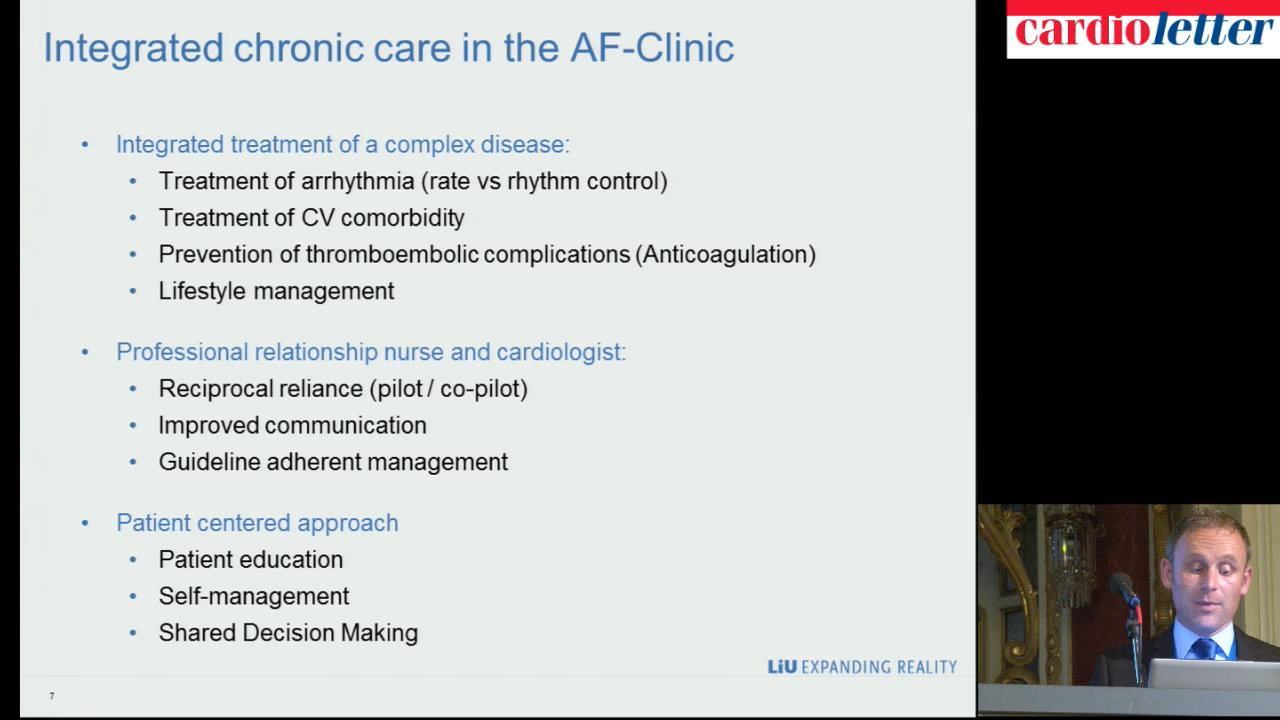 Integrated chronic care in the AF-Clinic
cardioletter
• Integrated treatment of a complex disease:
• Treatment of arrhythmia (rate vs rhythm control)
• Treatment of CV comorbidity
• Prevention of thromboembolic complications (Anticoagulation)
• Lifestyle management
• Professional relationship nurse and cardiologist:
• Reciprocal reliance (pilot / co-pilot)
• Improved communication
• Guideline adherent management
• Patient centered approach
• Patient education
• Self-management
• Shared Decision Making
LiU EXPANDING REALITY
7